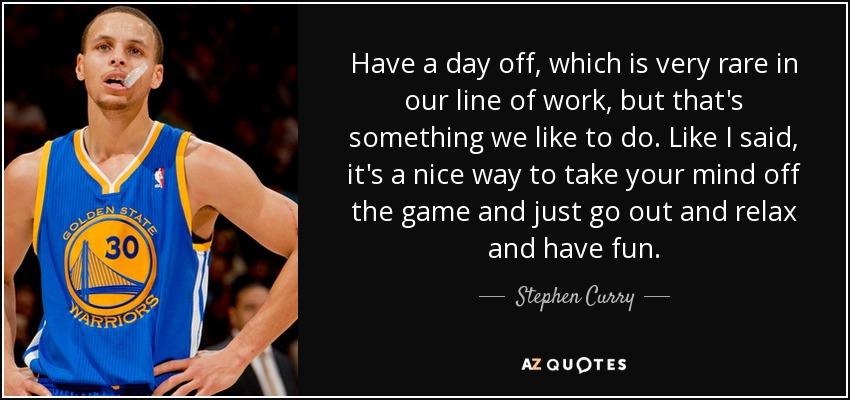 GOLDEN STATE
30
WARRIORS
Have a day off, which is very rare in
our line of work, but that's
something we like to do. Like I said,
it's a nice way to take your mind off
the game and just go out and relax
and have fun.
Stephen Curry
AZ QUOTES